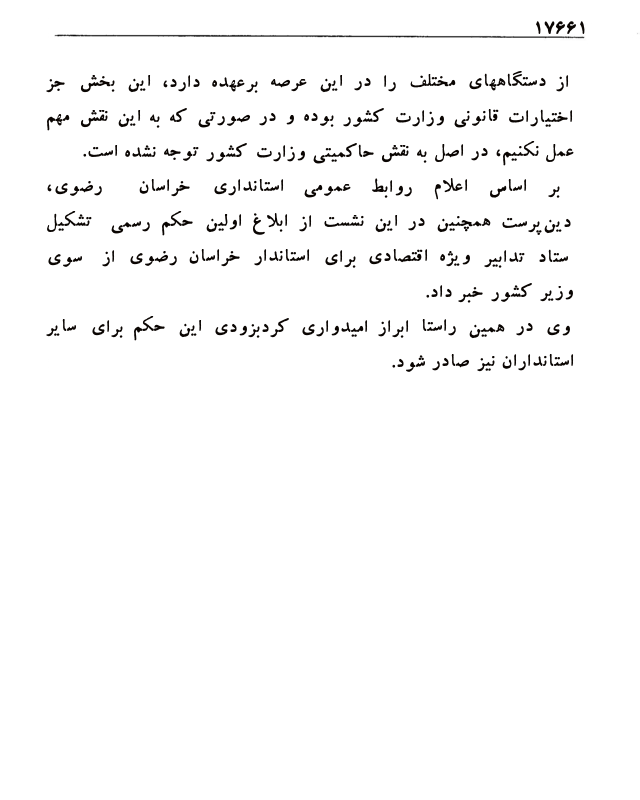 ۱۷۶۶۱
از دستگاههای مختلف را در این عرصه برعهده دارد، این بخش جز
اختیارات قانونی وزارت کشور بوده و در صورتی که به این نقش مهم
عمل نکنیم، در اصل به نقش حاکمیتی وزارت کشور توجه نشده است.
بر اساس اعلام روابط عمومی استانداری خراسان رضوی،
دین‌پرست همچنین در این نشست از ابلاغ اولین حکم رسمی تشکیل
ستاد تدابیر ویژه اقتصادی برای استاندار خراسان رضوی از سوی
وزیر کشور خبر داد.
وی در همین راستا ابراز امیدواری کردبزودی این حکم برای سایر
استانداران نیز صادر شود.